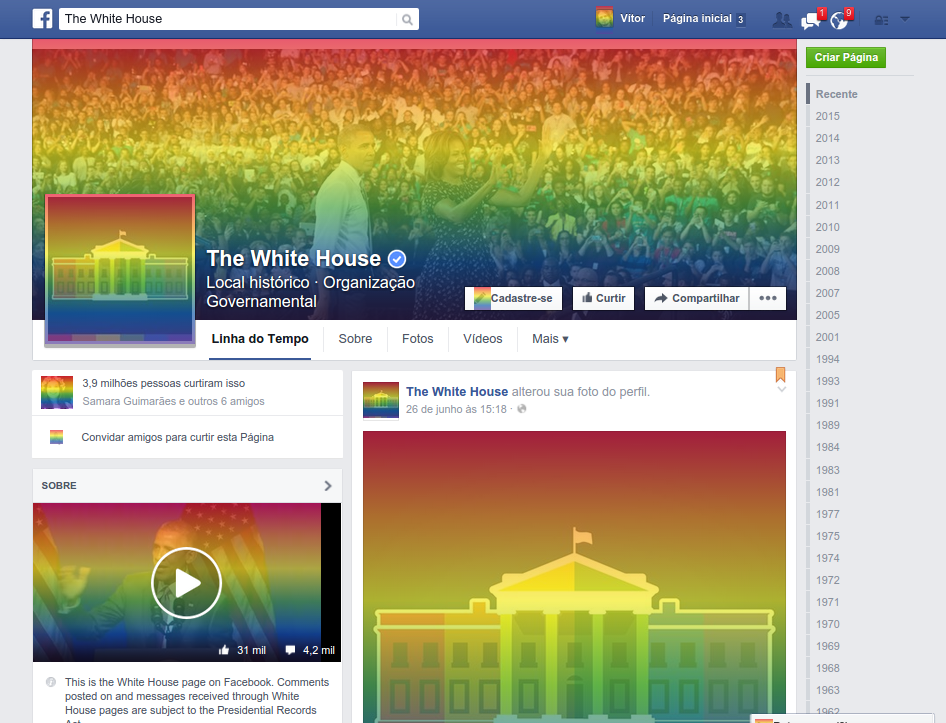 The White House
Vitor
Página inicial 3
1
9
Criar Página
Recente
2015
2014
2013
2012
2011
2010
2009
2008
2007
2005
2001
1994
1993
1991
1989
1984
1983
1981
1977
1975
1974
1972
1971
1970
1969
1968
1963
1962
The White House
Local histórico · Organização
Governamental
Cadastre-se
Curtir
Compartilhar
Linha do Tempo
Sobre
Fotos
Vídeos
Mais
3,9 milhões pessoas curtiram isso
Samara Guimarães e outros 6 amigos
Convidar amigos para curtir esta Página
SOBRE
31 mil
4,2 mil
This is the White House page on Facebook. Comments
posted on and messages received through White
House pages are subject to the Presidential Records
The White House alterou sua foto do perfil.
26 de junho às 15:18 ·